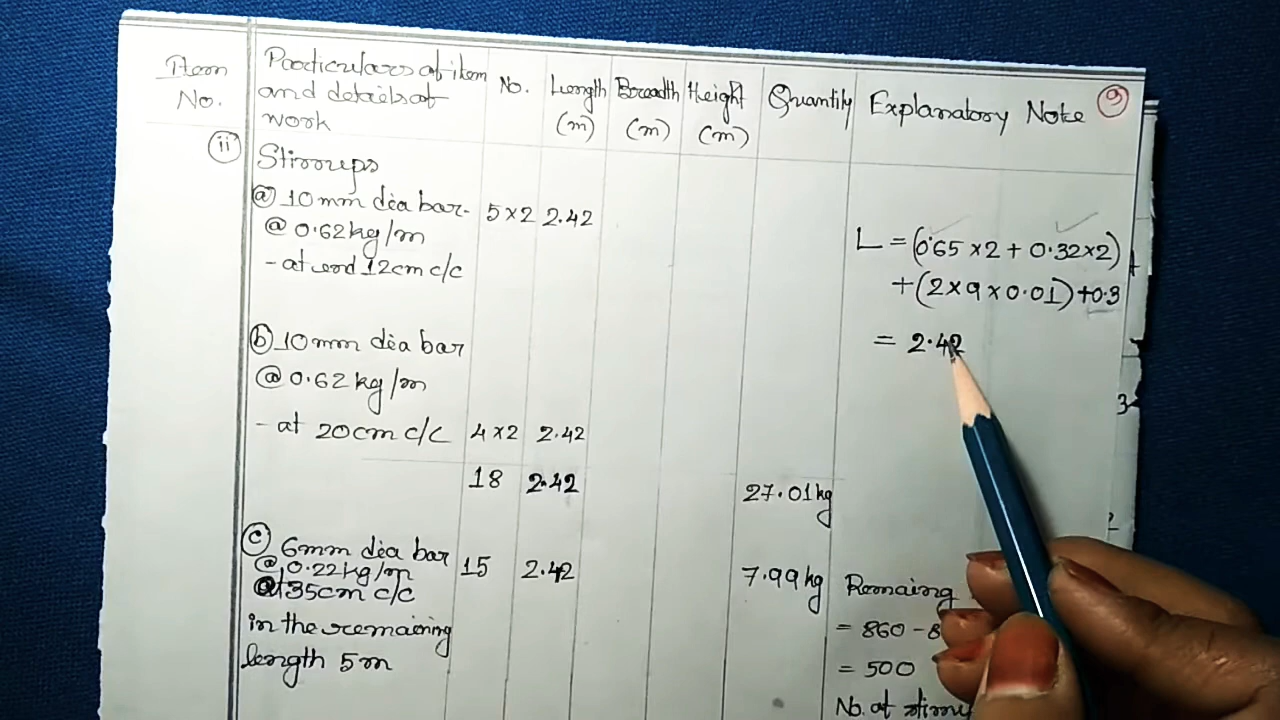 Item No.
Particulars of item and details of work
No.
Length (m)
Breadth (m)
Height (m)
Quantity
Explanatory Note
9
ii
Stirrups
a 10mm dia bar- 5×2 2.42
@ 0.62kg/m
- at end 12cm c/c
L = (0.65 ×2 + 0.32×2)
+ (2×9×0.01) +0.3
= 2.42
b 10mm dia bar
@ 0.62 kg/m
- at 20cm c/c 4×2 2.42
18 2.42 27.01kg
c 6mm dia bar 15 2.42 7.99kg
@ 0.22kg/m
@ 35cm c/c
in the remaining
length 5m
Remaing
= 860 - 8
= 500
No. of
3